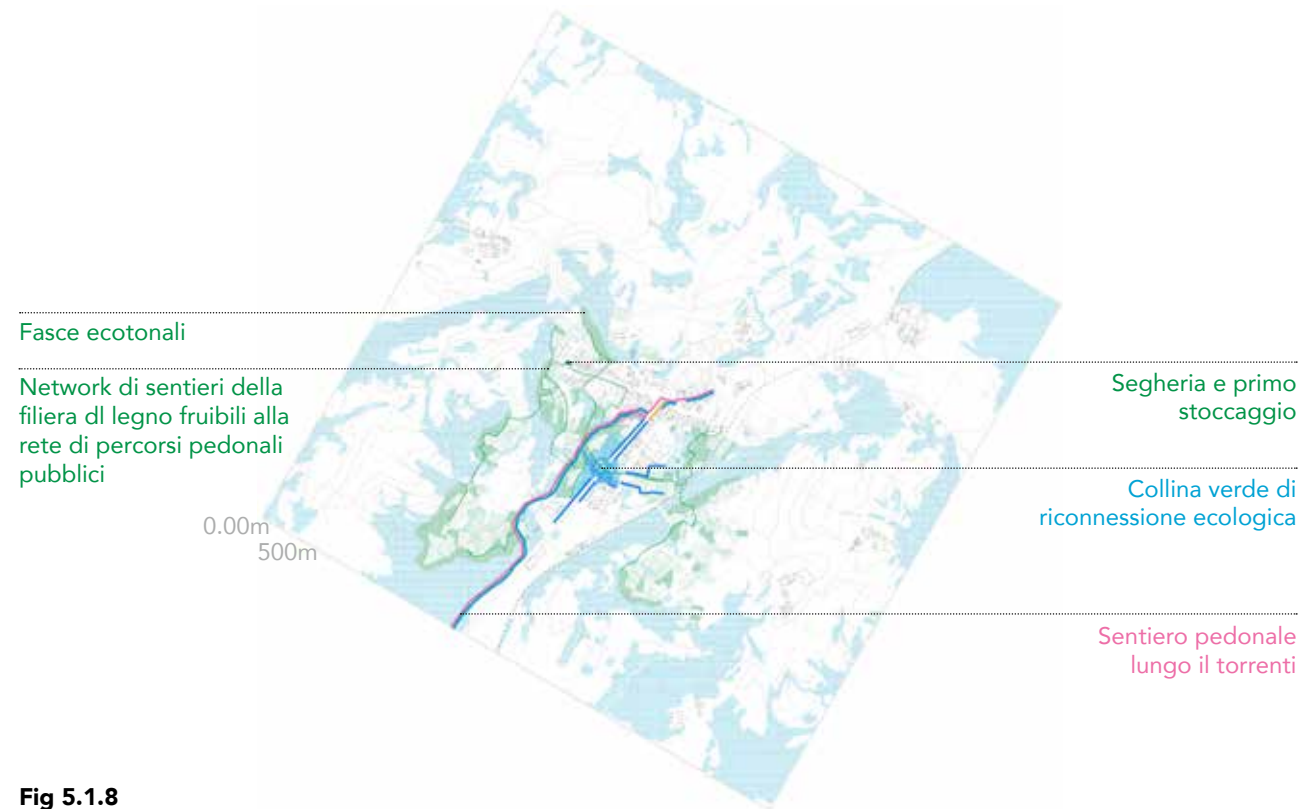 Fasce ecotonali
Network di sentieri della
filiera dl legno fruibili alla
rete di percorsi pedonali
pubblici
0.00m
500m
Segheria e primo
stoccaggio
Collina verde di
riconnessione ecologica
Sentiero pedonale
lungo il torrenti
Fig 5.1.8